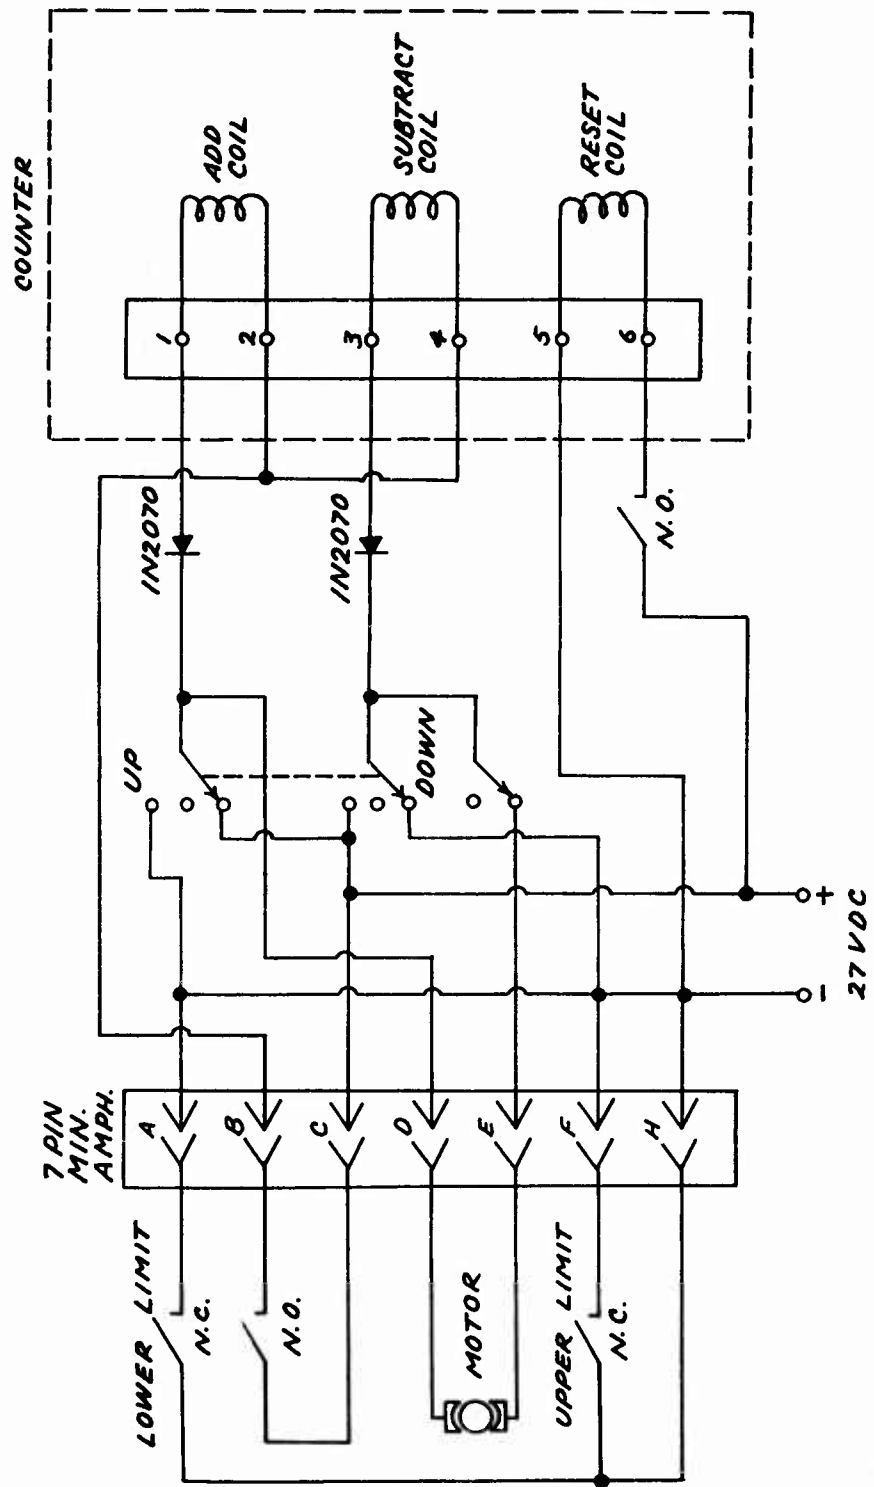 COUNTER
ADD
COIL
SUBTRACT
COIL
RESET
COIL
1
2
3
4
5
6
IN2070
IN2070
N.O.
UP
DOWN
+
-
27 VDC
7 PIN
MIN.
AMPH.
A
B
C
D
E
F
H
LOWER LIMIT
N.C.
N.O.
MOTOR
UPPER LIMIT
N.C.